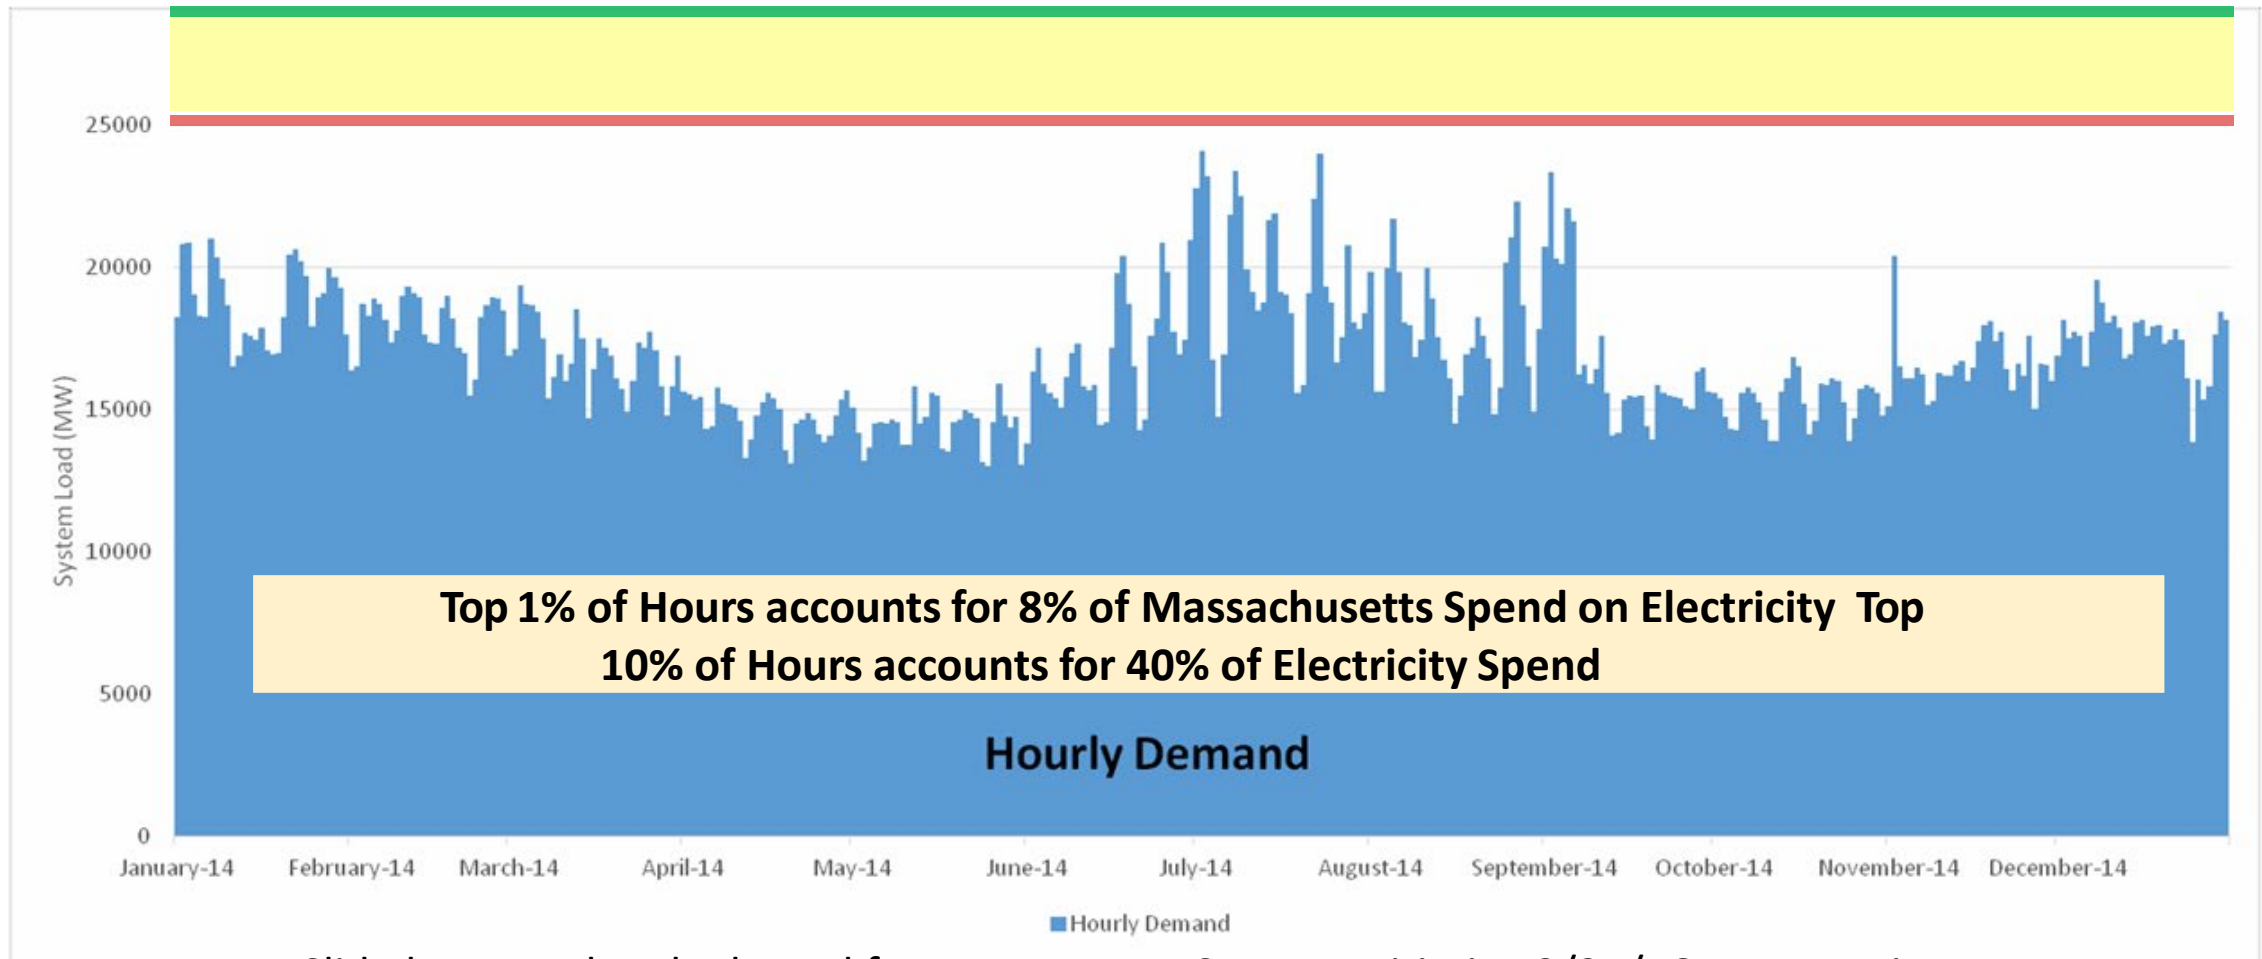 25000
20000
15000
10000
5000
0
System Load (MW)
Top 1% of Hours accounts for 8% of Massachusetts Spend on Electricity Top
10% of Hours accounts for 40% of Electricity Spend
Hourly Demand
January-14 February-14 March-14 April-14 May-14 June-14 July-14 August-14 September-14 October-14 November-14 December-14
Hourly Demand